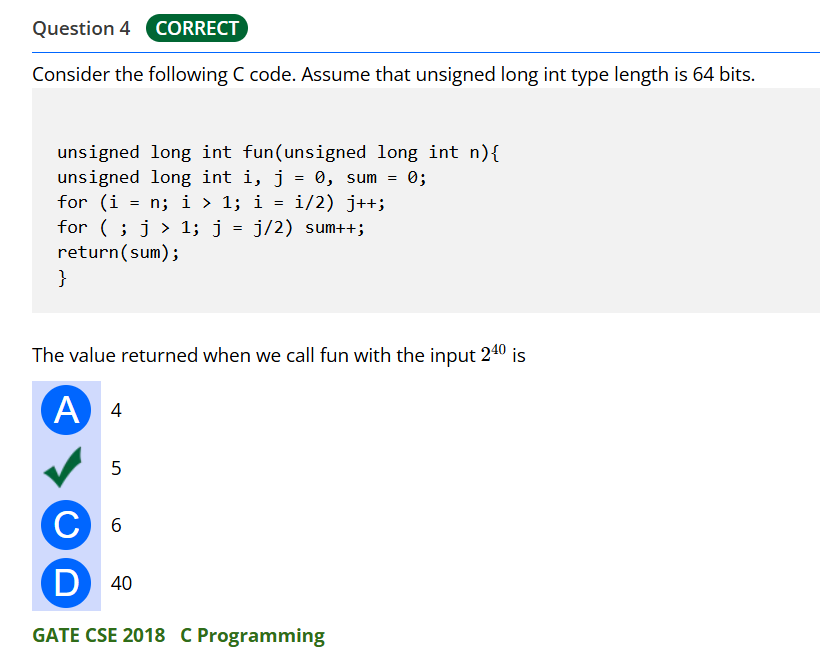 Question 4 CORRECT
Consider the following C code. Assume that unsigned long int type length is 64 bits.
unsigned long int fun(unsigned long int n){
unsigned long int i, j = 0, sum = 0;
for (i = n; i > 1; i = i/2) j++;
for ( ; j > 1; j = j/2) sum++;
return(sum);
}
The value returned when we call fun with the input 2⁴⁰ is
A 4
5
C 6
D 40
GATE CSE 2018 C Programming